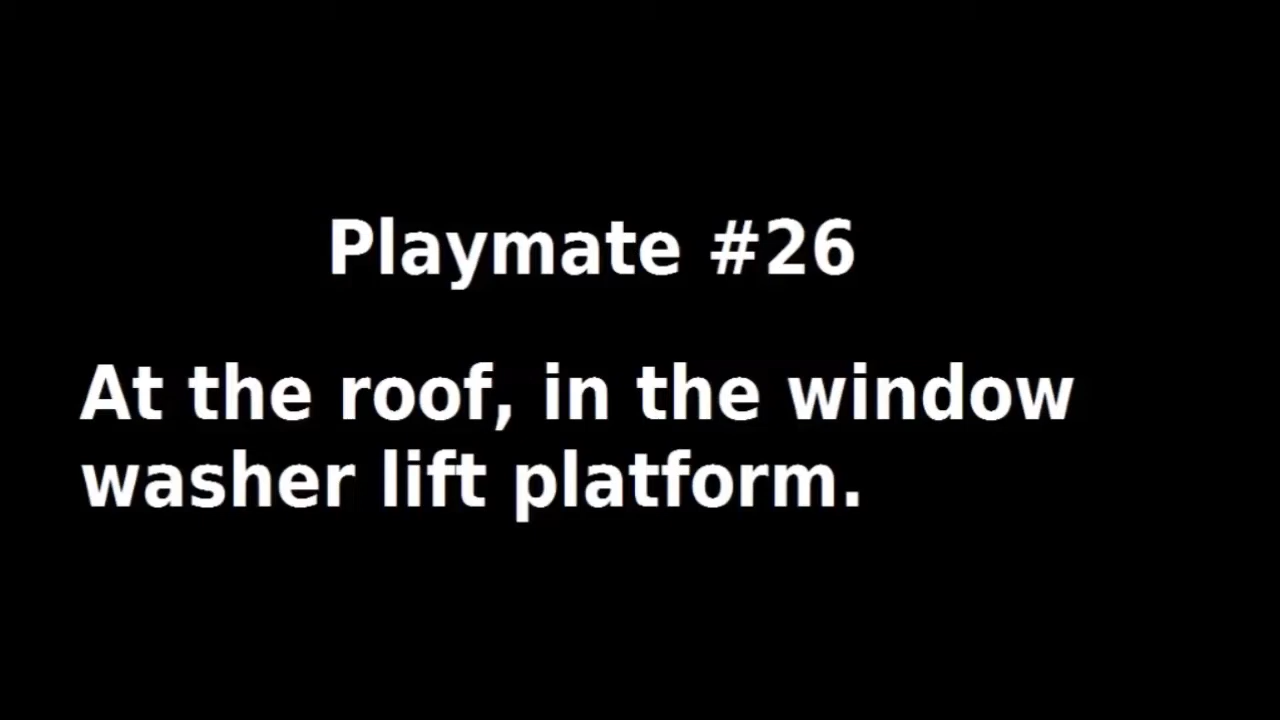 Playmate #26
At the roof, in the window
washer lift platform.